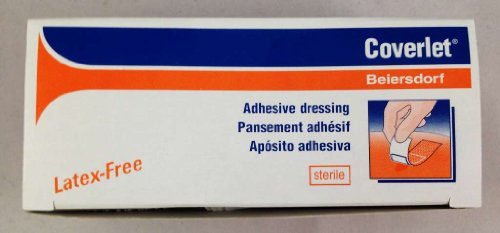 Coverlet®
Beiersdorf
Adhesive dressing
Pansement adhésif
Apósito adhesiva
sterile
Latex-Free